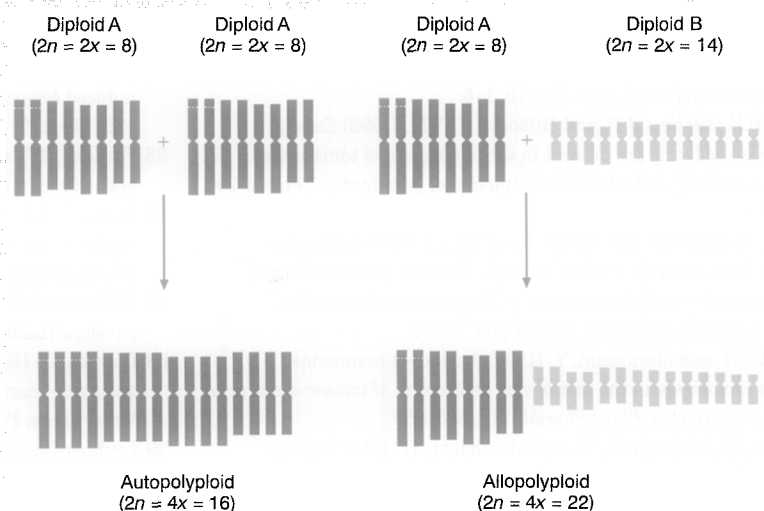 Diploid A
(2n = 2x = 8)
Diploid A
(2n = 2x = 8)
Diploid A
(2n = 2x = 8)
Diploid B
(2n = 2x = 14)
+
+
Autopolyploid
(2n = 4x = 16)
Allopolyploid
(2n = 4x = 22)